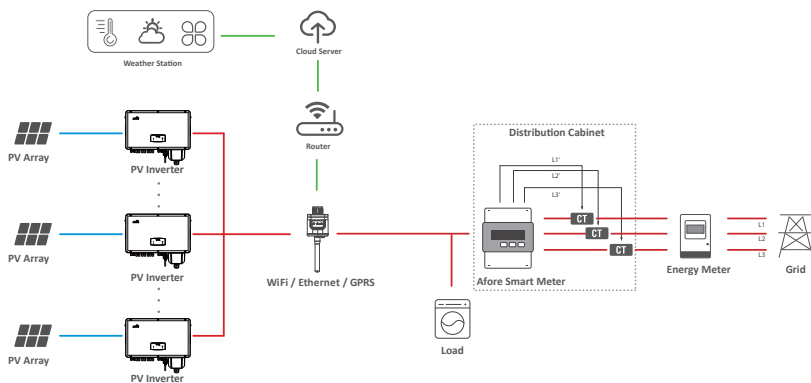 Weather Station
Cloud Server
Router
PV Array
PV Inverter
PV Array
PV Inverter
PV Array
PV Inverter
WiFi / Ethernet / GPRS
Load
Distribution Cabinet
L1'
L2'
L3'
CT
CT
CT
Afore Smart Meter
Energy Meter
L1
L2
L3
Grid